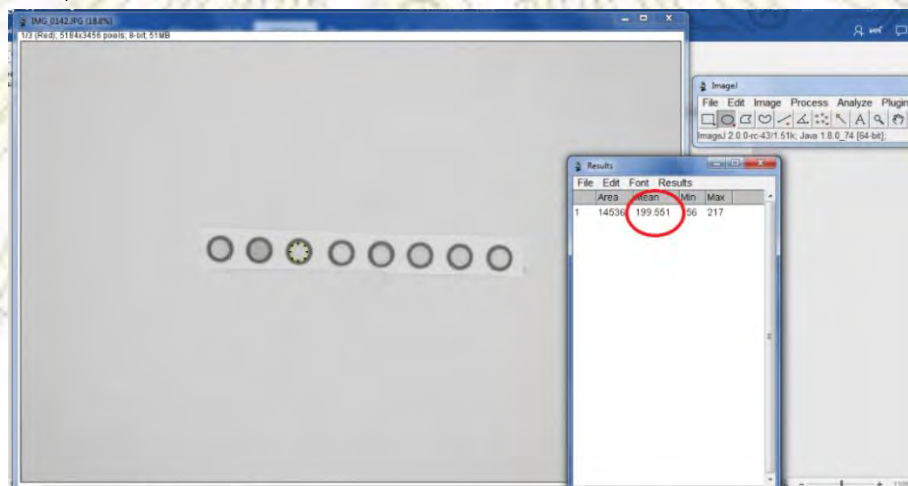 IMG_0142.JPG (18.8%)
1/3 (Red); 5184x3456 pixels; 8-bit; 51MB
ImageJ
File Edit Image Process Analyze Plugin
ImageJ 2.0.0-rc-43/1.51k; Java 1.8.0_74 [64-bit];
Results
File Edit Font Results
Area Mean Min Max
1 14536 199.551 56 217